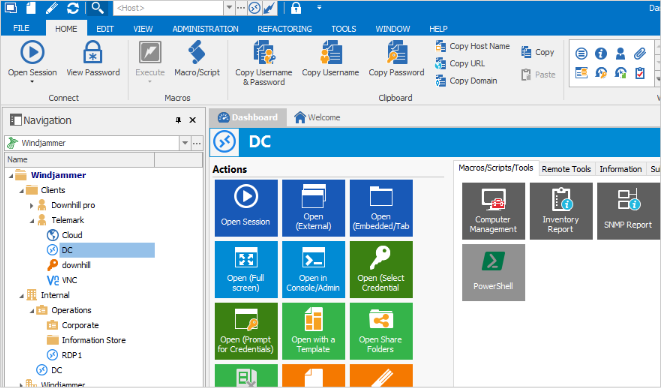 <Host>
Da
FILE HOME EDIT VIEW ADMINISTRATION REFACTORING TOOLS WINDOW HELP
Open Session
View Password
Execute
Macro/Script
Copy Username
& Password
Copy Username
Copy Password
Copy Host Name
Copy URL
Copy Domain
Copy
Paste
Connect
Macros
Clipboard
V
Navigation
Windjammer
Name
Windjammer
Clients
Downhill pro
Telemark
Cloud
DC
downhill
VNC
Internal
Operations
Corporate
Information Store
RDP1
DC
Windjammer
Dashboard
Welcome
DC
Actions
Open Session
Open
(External)
Open
(Embedded/Tab
Open (Full
screen)
Open in
Console/Admin
Open (Select
Credential
Open (Prompt
for Credentials)
Open with a
Template
Open Share
Folders
Macros/Scripts/Tools
Remote Tools
Information
Su
Computer
Management
Inventory
Report
SNMP Report
PowerShell